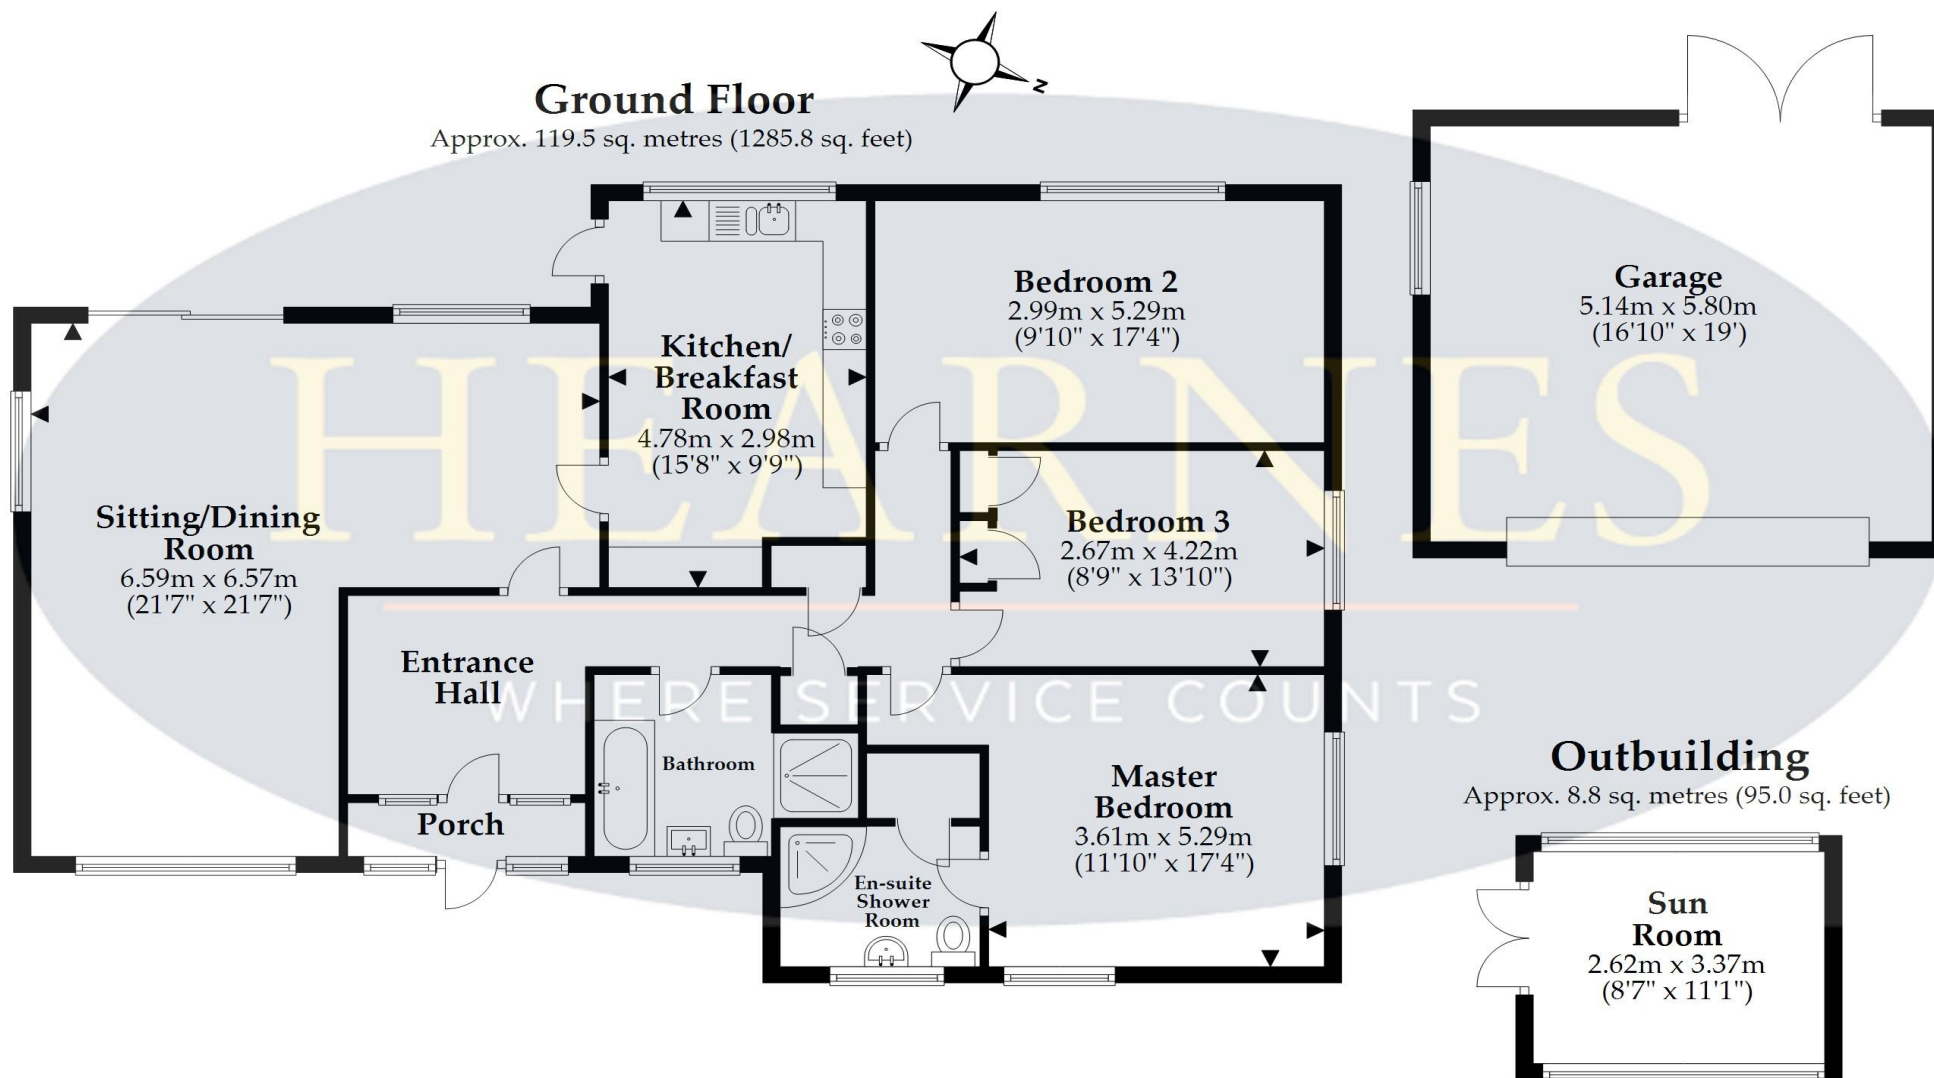 Ground Floor
Approx. 119.5 sq. metres (1285.8 sq. feet)
N
Kitchen/
Breakfast
Room
4.78m x 2.98m
(15'8" x 9'9")
Bedroom 2
2.99m x 5.29m
(9'10" x 17'4")
Garage
5.14m x 5.80m
(16'10" x 19')
HEARNES
Sitting/Dining
Room
6.59m x 6.57m
(21'7" x 21'7")
Bedroom 3
2.67m x 4.22m
(8'9" x 13'10")
Entrance
Hall
WHERE SERVICE COUNTS
Porch
Bathroom
Master
Bedroom
3.61m x 5.29m
(11'10" x 17'4")
En-suite
Shower
Room
Outbuilding
Approx. 8.8 sq. metres (95.0 sq. feet)
Sun
Room
2.62m x 3.37m
(8'7" x 11'1")